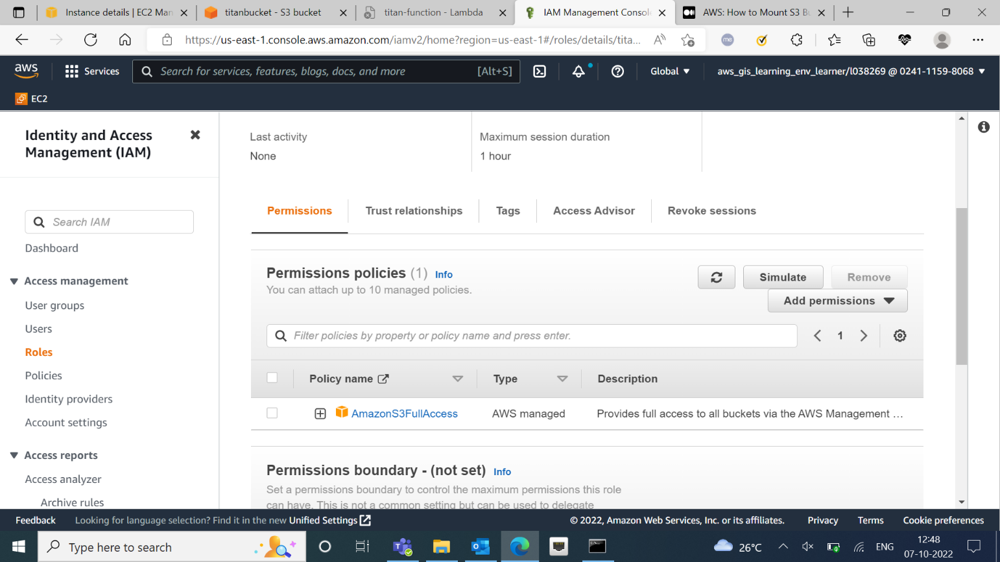 Instance details | EC2 Man
titanbucket - S3 bucket
titan-function - Lambda
IAM Management Console
AWS: How to Mount S3 Bu
https://us-east-1.console.aws.amazon.com/iamv2/home?region=us-east-1#/roles/details/tita...
me
aws
Services
Search for services, features, blogs, docs, and more
[Alt+S]
Global
aws_gis_learning_env_learner/l038269 @ 0241-1159-8068
EC2
Identity and Access
Management (IAM)
Search IAM
Dashboard
Access management
User groups
Users
Roles
Policies
Identity providers
Account settings
Access reports
Access analyzer
Archive rules
Last activity
None
Maximum session duration
1 hour
Permissions
Trust relationships
Tags
Access Advisor
Revoke sessions
Permissions policies (1) Info
You can attach up to 10 managed policies.
Simulate
Remove
Add permissions
Filter policies by property or policy name and press enter.
1
Policy name
Type
Description
AmazonS3FullAccess
AWS managed
Provides full access to all buckets via the AWS Management ...
Permissions boundary - (not set) Info
Set a permissions boundary to control the maximum permissions this role
can have. This is not a common setting but can be used to delegate
Feedback
Looking for language selection? Find it in the new Unified Settings
© 2022, Amazon Web Services, Inc. or its affiliates.
Privacy
Terms
Cookie preferences
Type here to search
26°C
ENG
12:48
07-10-2022